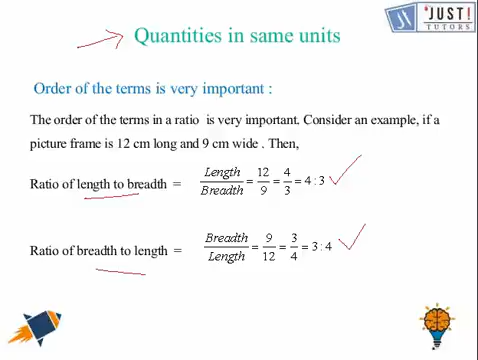 Quantities in same units
JUST!
TUTORS
Order of the terms is very important :
The order of the terms in a ratio is very important. Consider an example, if a
picture frame is 12 cm long and 9 cm wide . Then,
Ratio of length to breadth = Length/Breadth = 12/9 = 4/3 = 4 : 3
Ratio of breadth to length = Breadth/Length = 9/12 = 3/4 = 3 : 4